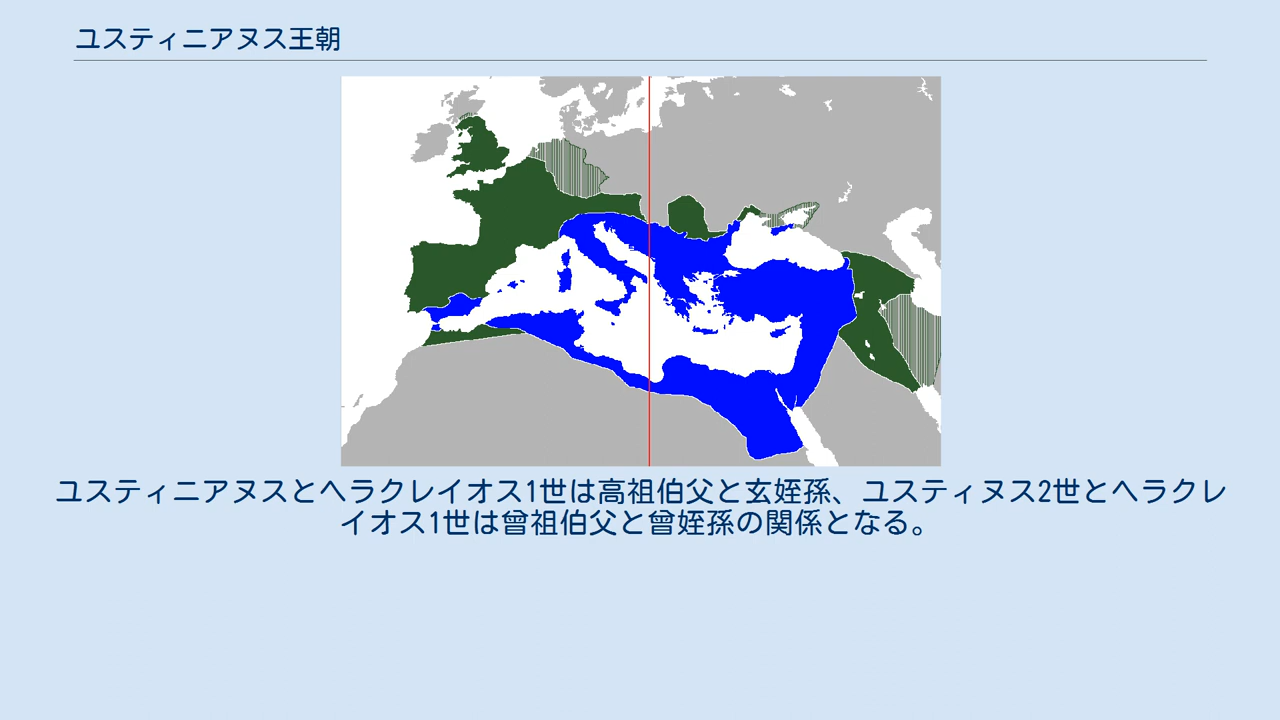 ユスティニアヌス王朝
ユスティニアヌスとヘラクレイオス1世は高祖伯父と玄姪孫、ユスティヌス2世とヘラクレ
イオス1世は曾祖伯父と曾姪孫の関係となる。